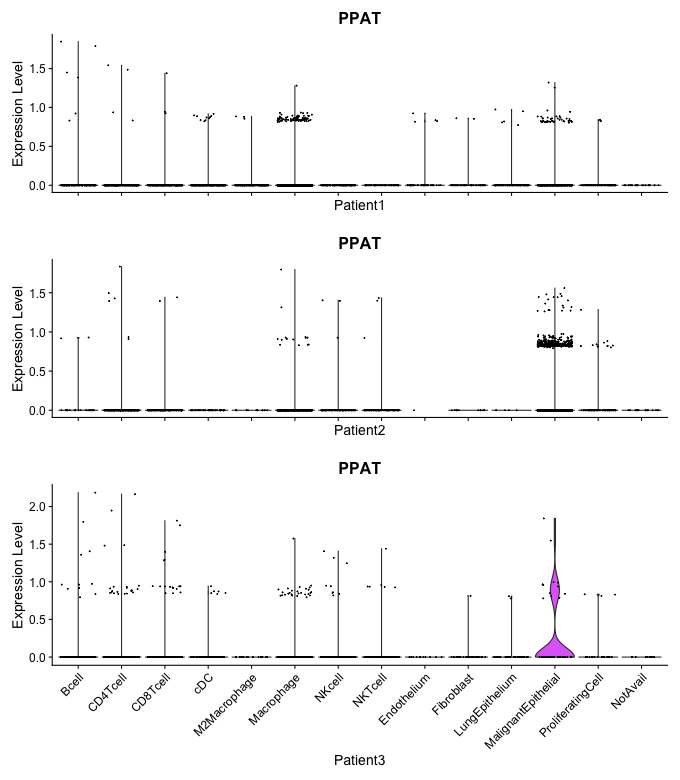 PPAT
Expression Level
1.5
1.0
0.5
0.0
Patient1
PPAT
Expression Level
1.5
1.0
0.5
0.0
Patient2
PPAT
Expression Level
2.0
1.5
1.0
0.5
0.0
Bcell
CD4Tcell
CD8Tcell
cDC
M2Macrophage
Macrophage
NKcell
NKTcell
Endothelium
Fibroblast
LungEpithelium
MalignantEpithelial
ProliferatingCell
NotAvail
Patient3